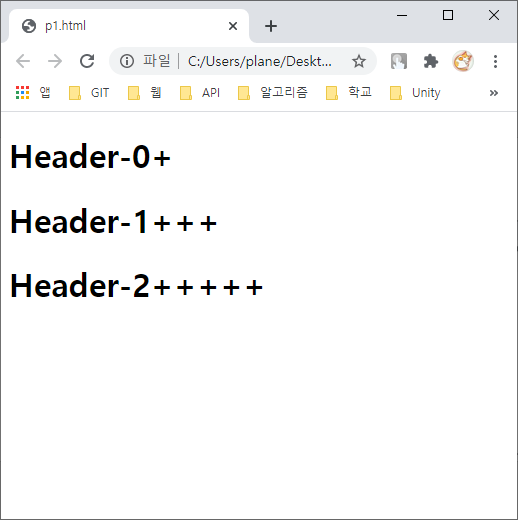 p1.html
파일 C:/Users/plane/Deskt...
앱 GIT 웹 API 알고리즘 학교 Unity »
Header-0+
Header-1+++
Header-2+++++